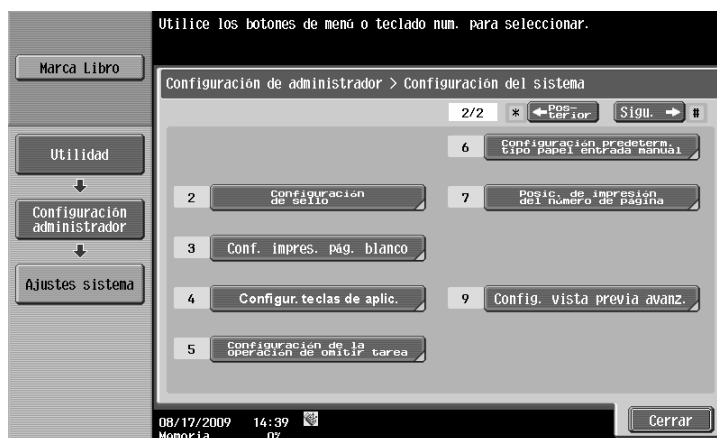 Utilice los botones de menú o teclado num. para seleccionar.
Marca Libro
Configuración de administrador > Configuración del sistema
2/2 * ←Pos-
terior Sigu. → #
Utilidad
Configuración
administrador
Ajustes sistema
2 Configuración
de sello
3 Conf. impres. pág. blanco
4 Configur. teclas de aplic.
5 Configuración de la
operación de omitir tarea
6 Configuración predeterm.
tipo papel entrada manual
7 Posic. de impresión
del número de página
9 Config. vista previa avanz.
Cerrar
08/17/2009 14:39
Memoria 0%